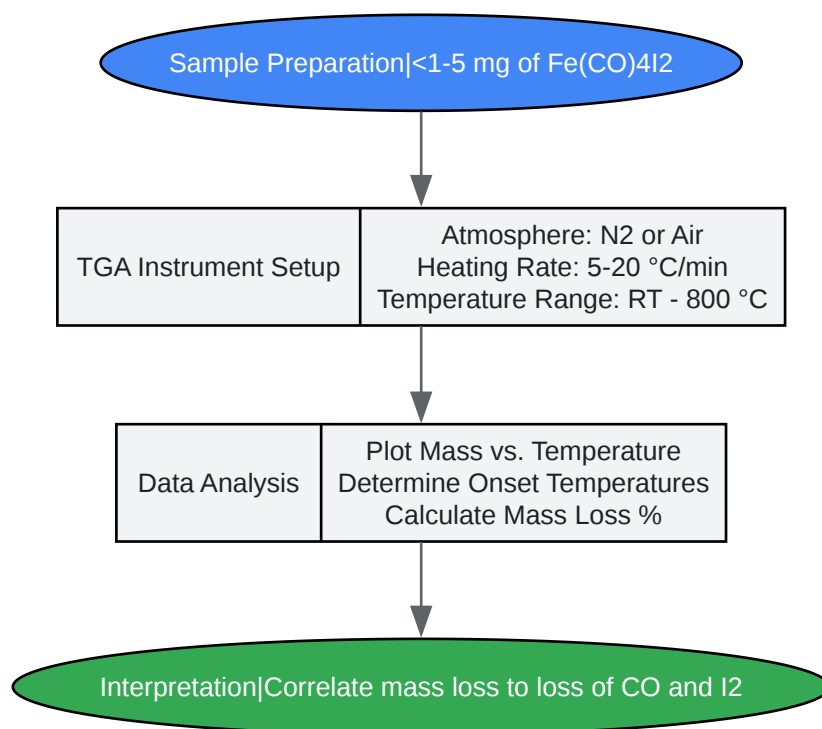 Sample Preparation|<1-5 mg of Fe(CO)4I2
TGA Instrument Setup
Atmosphere: N2 or Air
Heating Rate: 5-20 °C/min
Temperature Range: RT - 800 °C
Data Analysis
Plot Mass vs. Temperature
Determine Onset Temperatures
Calculate Mass Loss %
Interpretation|Correlate mass loss to loss of CO and I2